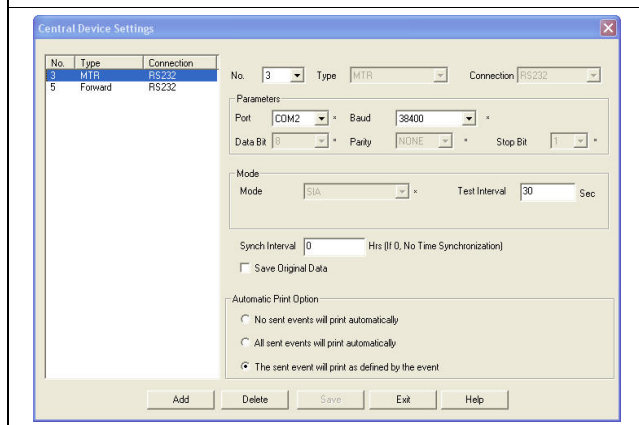 Central Device Settings
No. Type Connection
3 MTR RS232
5 Forward RS232
No. 3 Type MTR Connection RS232
Parameters
Port COM2 * Baud 38400 *
Data Bit 8 * Parity NONE * Stop Bit 1 *
Mode
Mode SIA * Test Interval 30 Sec
Synch Interval 0 Hrs (If 0, No Time Synchronization)
Save Original Data
Automatic Print Option
No sent events will print automatically
All sent events will print automatically
The sent event will print as defined by the event
Add Delete Save Exit Help